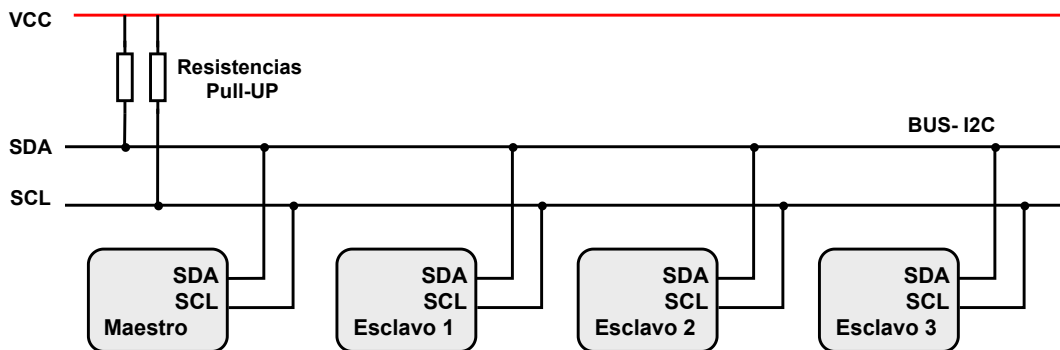 VCC
Resistencias
Pull-UP
BUS- I2C
SDA
SCL
SDA
SCL
Maestro
SDA
SCL
Esclavo 1
SDA
SCL
Esclavo 2
SDA
SCL
Esclavo 3